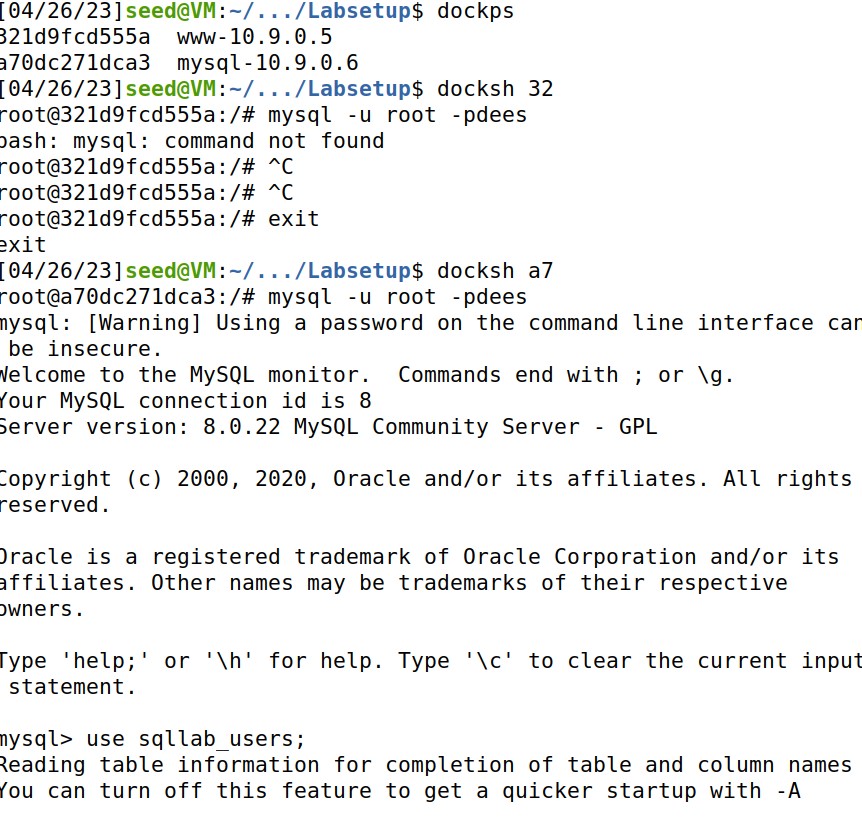 [04/26/23]seed@VM:~/.../Labsetup$ dockps
321d9fcd555a  www-10.9.0.5
a70dc271dca3  mysql-10.9.0.6
[04/26/23]seed@VM:~/.../Labsetup$ docksh 32
root@321d9fcd555a:/# mysql -u root -pdees
bash: mysql: command not found
root@321d9fcd555a:/# ^C
root@321d9fcd555a:/# ^C
root@321d9fcd555a:/# exit
exit
[04/26/23]seed@VM:~/.../Labsetup$ docksh a7
root@a70dc271dca3:/# mysql -u root -pdees
mysql: [Warning] Using a password on the command line interface can
 be insecure.
Welcome to the MySQL monitor.  Commands end with ; or \g.
Your MySQL connection id is 8
Server version: 8.0.22 MySQL Community Server - GPL

Copyright (c) 2000, 2020, Oracle and/or its affiliates. All rights
reserved.

Oracle is a registered trademark of Oracle Corporation and/or its
affiliates. Other names may be trademarks of their respective
owners.

Type 'help;' or '\h' for help. Type '\c' to clear the current input
 statement.

mysql> use sqllab_users;
Reading table information for completion of table and column names
You can turn off this feature to get a quicker startup with -A